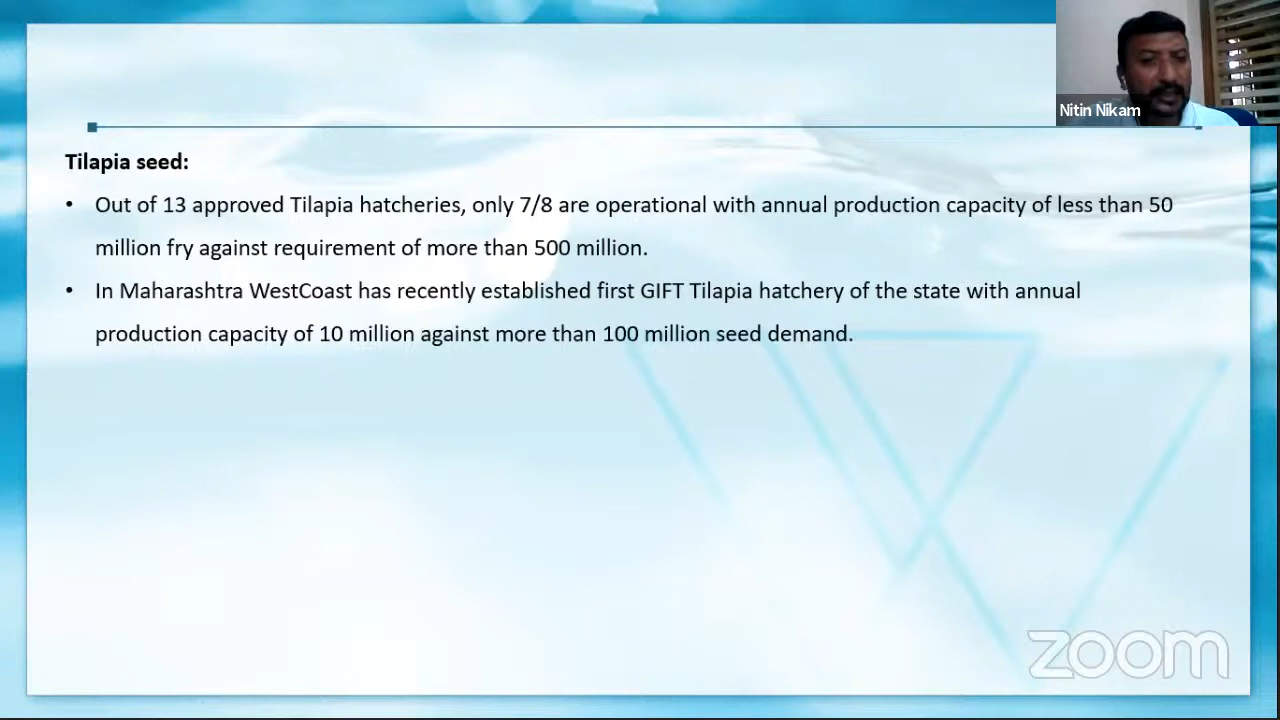 Nitin Nikam
Tilapia seed:
• Out of 13 approved Tilapia hatcheries, only 7/8 are operational with annual production capacity of less than 50
million fry against requirement of more than 500 million.
• In Maharashtra WestCoast has recently established first GIFT Tilapia hatchery of the state with annual
production capacity of 10 million against more than 100 million seed demand.
zoom